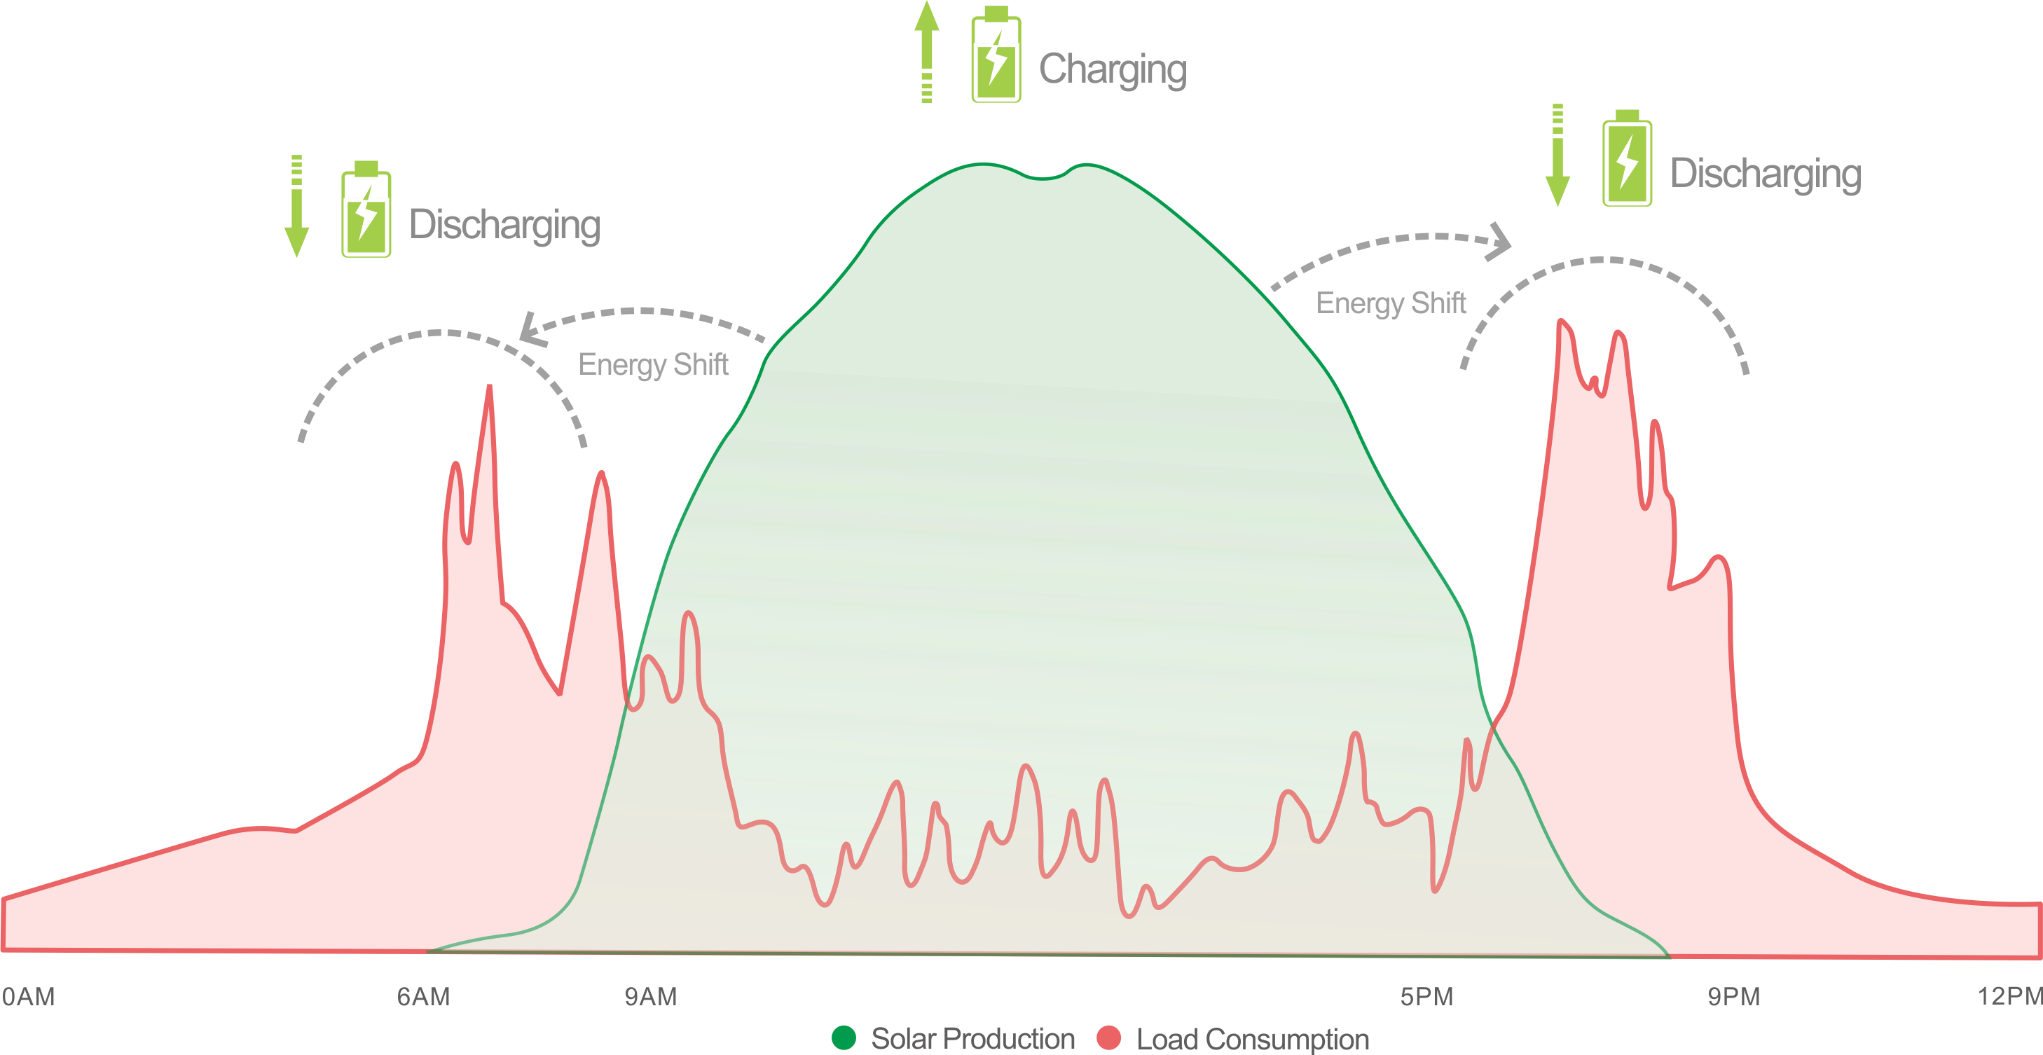 Charging
Discharging
Discharging
Energy Shift
Energy Shift
0AM 6AM 9AM 5PM 9PM 12PM
Solar Production Load Consumption